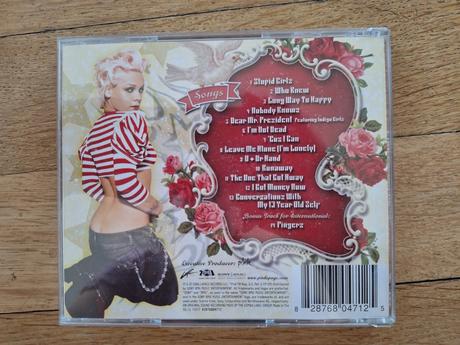 Songs
1 Stupid Girls
2 Who Knew
3 Long Way To Happy
4 Nobody Knows
5 Dear Mr. President Featuring Indigo Girls
6 I'm Not Dead
7 'Cuz I Can
8 Leave Me Alone (I'm Lonely)
9 U + Ur Hand
10 Runaway
11 The One That Got Away
12 I Got Money Now
13 Conversations With
My 13 Year Old Self
Bonus Track for International:
14 Fingers
Executive Producer: P!nk
www.pinkspage.com
8 28768 04712 5